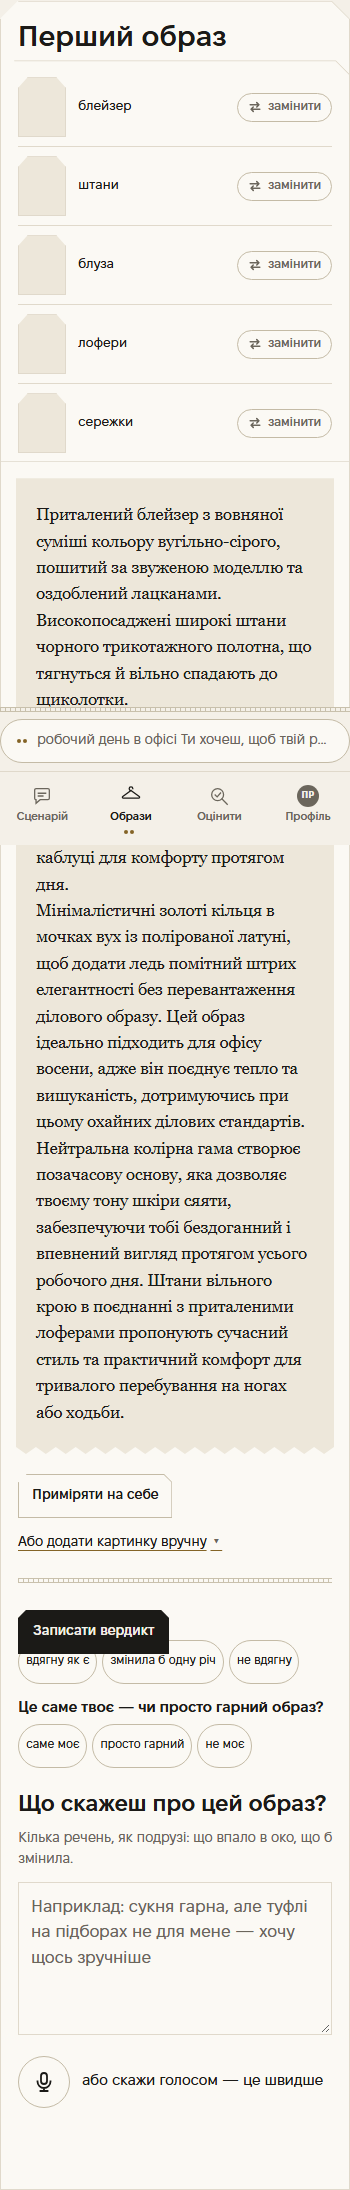 Перший образ
блейзер
замінити
штани
замінити
блуза
замінити
лофери
замінити
сережки
замінити
Приталений блейзер з вовняної
суміші кольору вугільно-сірого,
пошитий за звуженою моделлю та
оздоблений лацканами.
Високопосаджені широкі штани
чорного трикотажного полотна, що
тягнуться й вільно спадають до
щиколотки.
робочий день в офісі Ти хочеш, щоб твій р...
Сценарій
Образи
Оцінити
ПР
Профіль
каблуці для комфорту протягом
дня.
Мінімалістичні золоті кільця в
мочках вух із полірованої латуні,
щоб додати ледь помітний штрих
елегантності без перевантаження
ділового образу. Цей образ
ідеально підходить для офісу
восени, адже він поєднує тепло та
вишуканість, дотримуючись при
цьому охайних ділових стандартів.
Нейтральна колірна гама створює
позачасову основу, яка дозволяє
твоєму тону шкіри сяяти,
забезпечуючи тобі бездоганний і
впевнений вигляд протягом усього
робочого дня. Штани вільного
крою в поєднанні з приталеними
лоферами пропонують сучасний
стиль та практичний комфорт для
тривалого перебування на ногах
або ходьби.
Приміряти на себе
Або додати картинку вручну
Записати вердикт
вдягну як є
змінила б одну річ
не вдягну
Це саме твоє — чи просто гарний образ?
саме моє
просто гарний
не моє
Що скажеш про цей образ?
Кілька речень, як подрузі: що впало в око, що б
змінила.
Наприклад: сукня гарна, але туфлі
на підборах не для мене — хочу
щось зручніше
або скажи голосом — це швидше